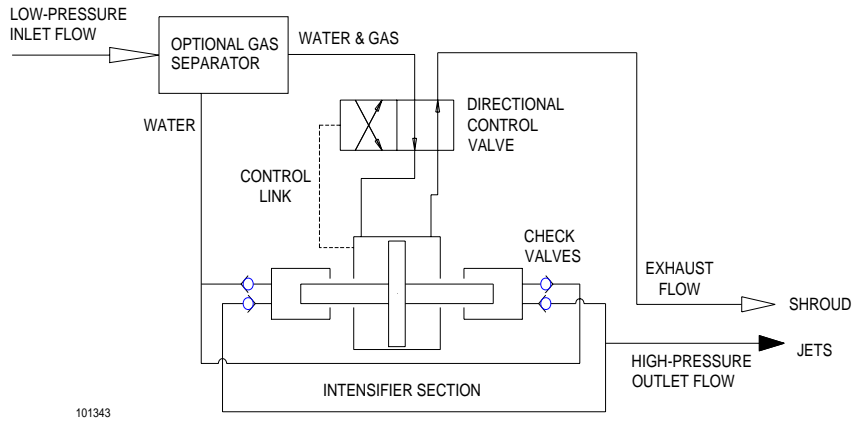 LOW-PRESSURE
INLET FLOW
OPTIONAL GAS
SEPARATOR
WATER & GAS
WATER
DIRECTIONAL
CONTROL
VALVE
CONTROL
LINK
CHECK
VALVES
EXHAUST
FLOW
SHROUD
JETS
HIGH-PRESSURE
OUTLET FLOW
INTENSIFIER SECTION
101343